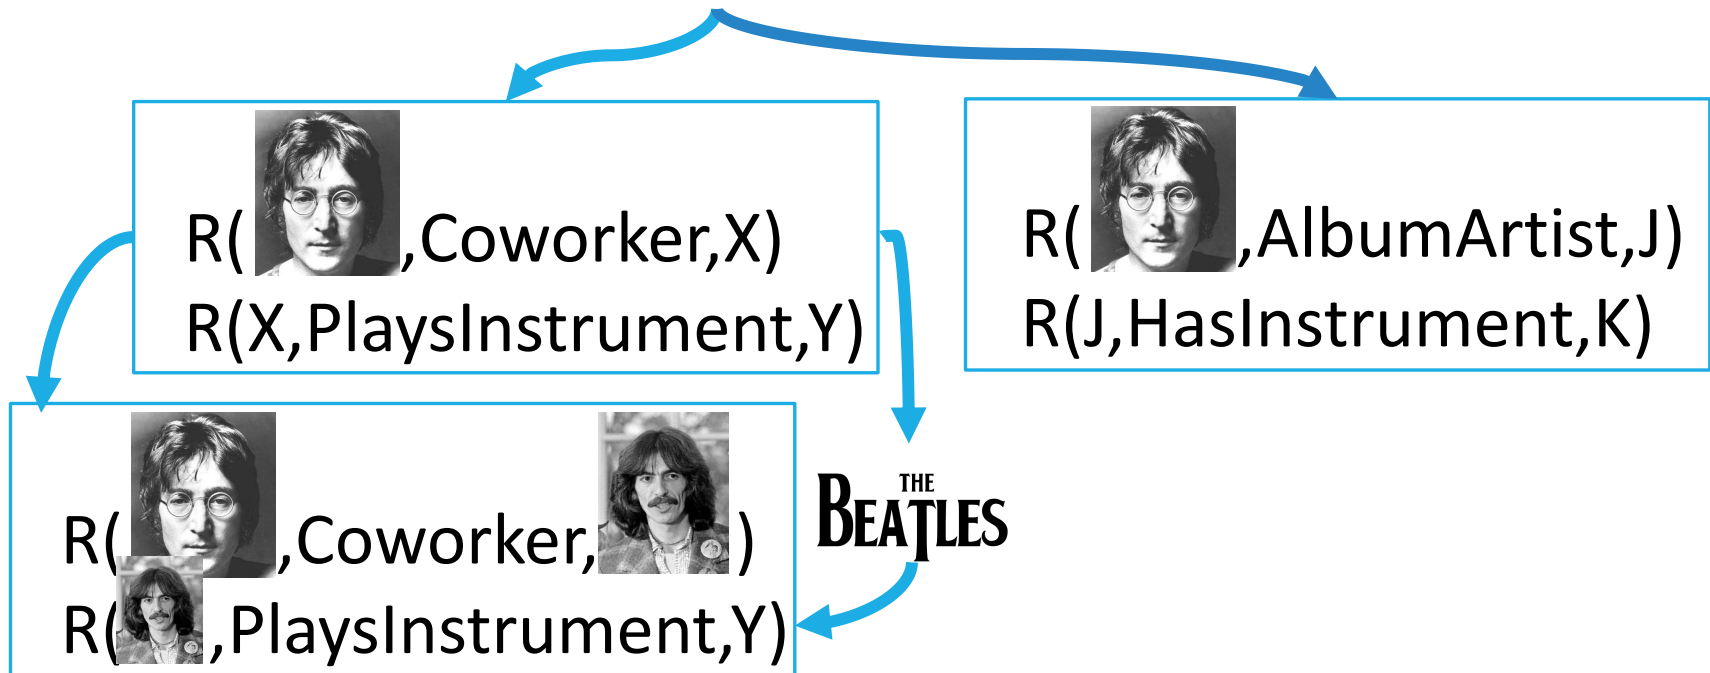 R( ,Coworker,X)
R(X,PlaysInstrument,Y)
R( ,AlbumArtist,J)
R(J,HasInstrument,K)
R( ,Coworker, )
R( ,PlaysInstrument,Y)
THE
BEATLES